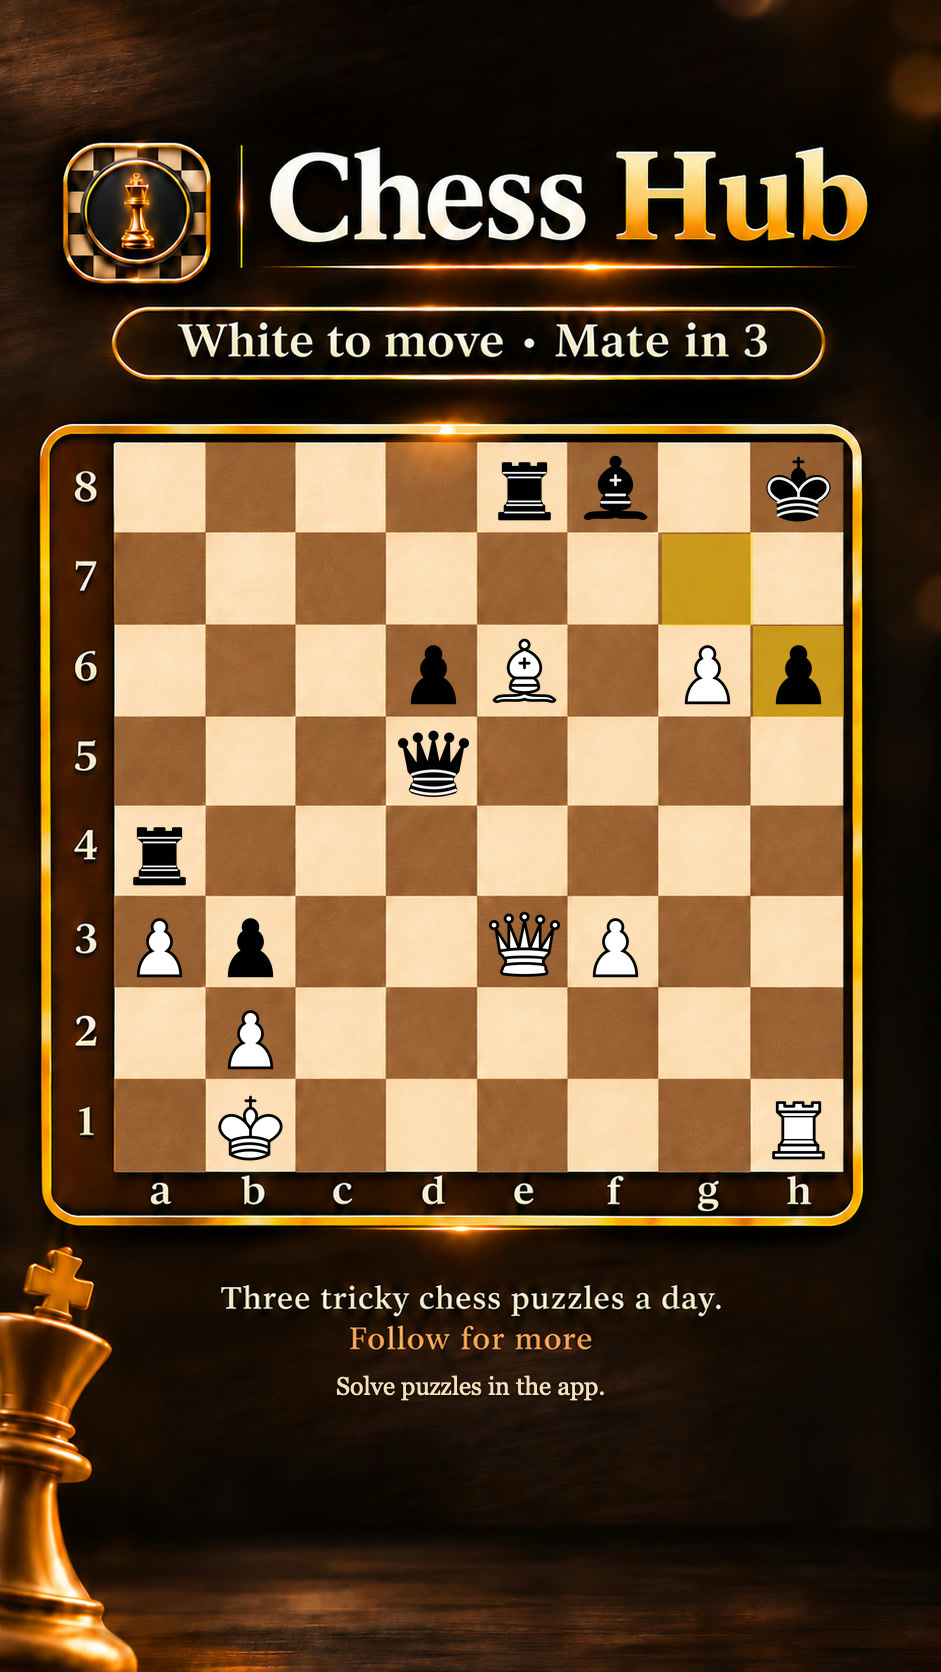 Chess Hub
White to move • Mate in 3
8
7
6
5
4
3
2
1
a b c d e f g h
Three tricky chess puzzles a day.
Follow for more
Solve puzzles in the app.